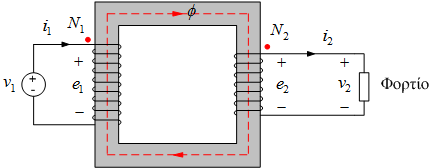 i₁ N₁ ϕ N₂ i₂
+ + +
v₁ + - e₁ e₂ v₂ Φορτίο
− − −